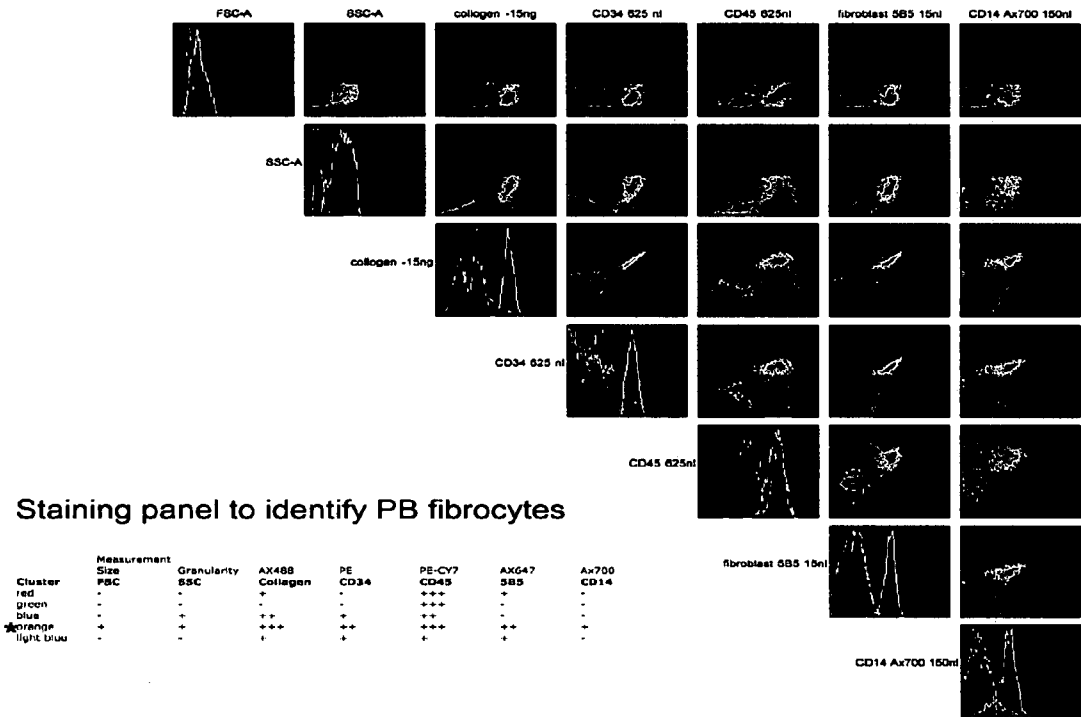 FSC-A SSC-A collogen -15ng CD34 625 nl CD45 625nl fibroblast 5B5 15nl CD14 Ax700 150nl
SSC-A
collogen -15ng
CD34 625 nl
CD45 625nl
Staining panel to identify PB fibrocytes
fibroblast 5B5 15nl
Measurement
Size Granularity AX488 PE PE-CY7 AX647 Ax700
Cluster FSC SSC Collagen CD34 CD45 5B5 CD14
red - - + - +++ + -
green - - - - +++ - -
blue - + ++ + ++ - -
★orange + + +++ ++ +++ ++ +
light blue - - + + + + -
CD14 Ax700 150nl